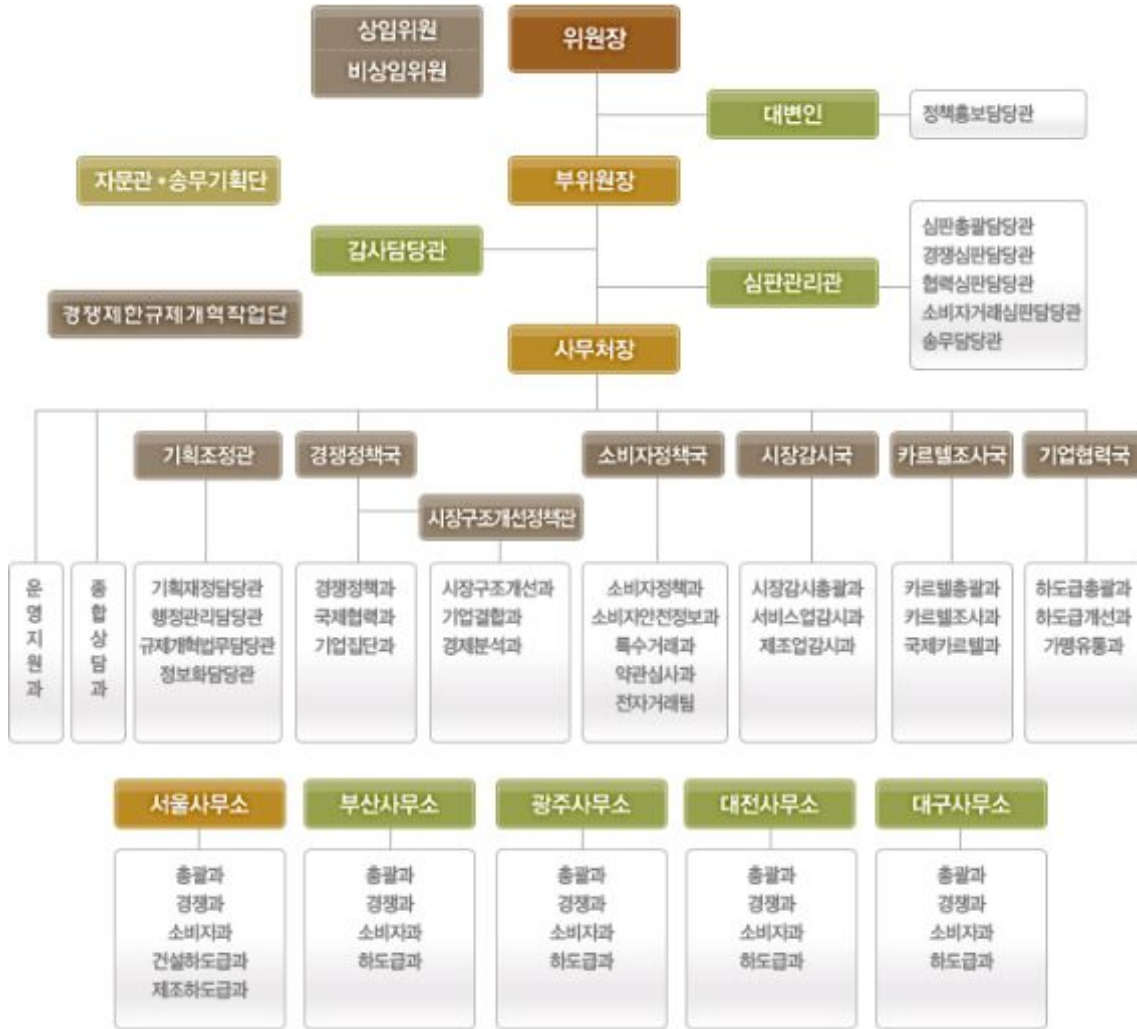 상임위원
비상임위원
위원장
대변인
정책홍보담당관
자문관 • 송무기획단
부위원장
감사담당관
심판관리관
심판총괄담당관
경쟁심판담당관
협력심판담당관
소비자거래심판담당관
송무담당관
경쟁제한규제개혁작업단
사무처장
기획조정관
경쟁정책국
소비자정책국
시장감시국
카르텔조사국
기업협력국
시장구조개선정책관
운영지원과
종합상담과
기획재정담당관
행정관리담당관
규제개혁법무담당관
정보화담당관
경쟁정책과
국제협력과
기업집단과
시장구조개선과
기업결합과
경제분석과
소비자정책과
소비자안전정보과
특수거래과
약관심사과
전자거래팀
시장감시총괄과
서비스업감시과
제조업감시과
카르텔총괄과
카르텔조사과
국제카르텔과
하도급총괄과
하도급개선과
가맹유통과
서울사무소
총괄과
경쟁과
소비자과
건설하도급과
제조하도급과
부산사무소
총괄과
경쟁과
소비자과
하도급과
광주사무소
총괄과
경쟁과
소비자과
하도급과
대전사무소
총괄과
경쟁과
소비자과
하도급과
대구사무소
총괄과
경쟁과
소비자과
하도급과